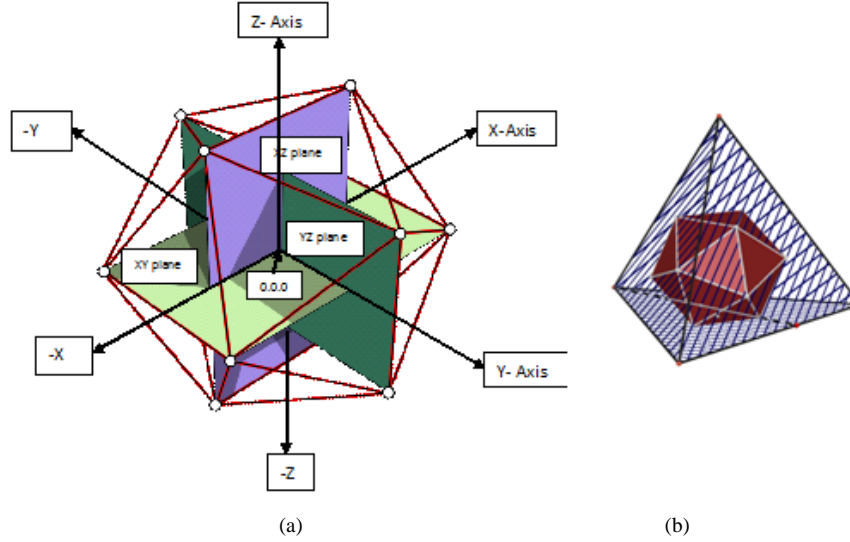 Z- Axis
-Y
X-Axis
XZ plane
YZ plane
XY plane
0.0.0
-X
Y- Axis
-Z
(a)
(b)